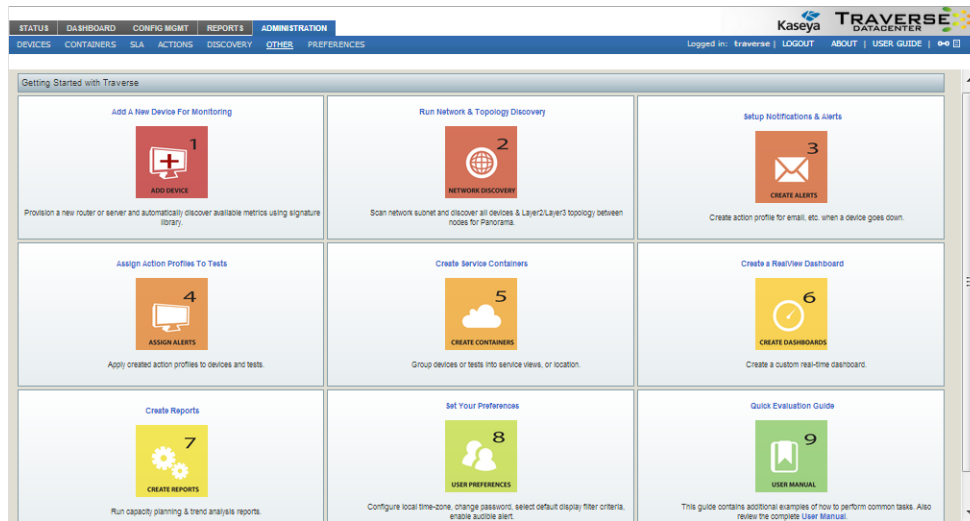 STATUS DASHBOARD CONFIG MGMT REPORTS ADMINISTRATION
Kaseya TRAVERSE
DATACENTER
DEVICES CONTAINERS SLA ACTIONS DISCOVERY OTHER PREFERENCES
Logged in: traverse | LOGOUT ABOUT | USER GUIDE |
Getting Started with Traverse
Add A New Device For Monitoring
1
ADD DEVICE
Provision a new router or server and automatically discover available metrics using signature
library.
Run Network & Topology Discovery
2
NETWORK DISCOVERY
Scan network subnet and discover all devices & Layer2/Layer3 topology between
nodes for Panorama.
Setup Notifications & Alerts
3
CREATE ALERTS
Create action profile for email, etc. when a device goes down.
Assign Action Profiles To Tests
4
ASSIGN ALERTS
Apply created action profiles to devices and tests.
Create Service Containers
5
CREATE CONTAINERS
Group devices or tests into service views, or location.
Create a RealView Dashboard
6
CREATE DASHBOARDS
Create a custom real-time dashboard.
Create Reports
7
CREATE REPORTS
Run capacity planning & trend analysis reports.
Set Your Preferences
8
USER PREFERENCES
Configure local time-zone, change password, select default display filter criteria,
enable audible alert.
Quick Evaluation Guide
9
USER MANUAL
This guide contains additional examples of how to perform common tasks. Also
review the complete User Manual.